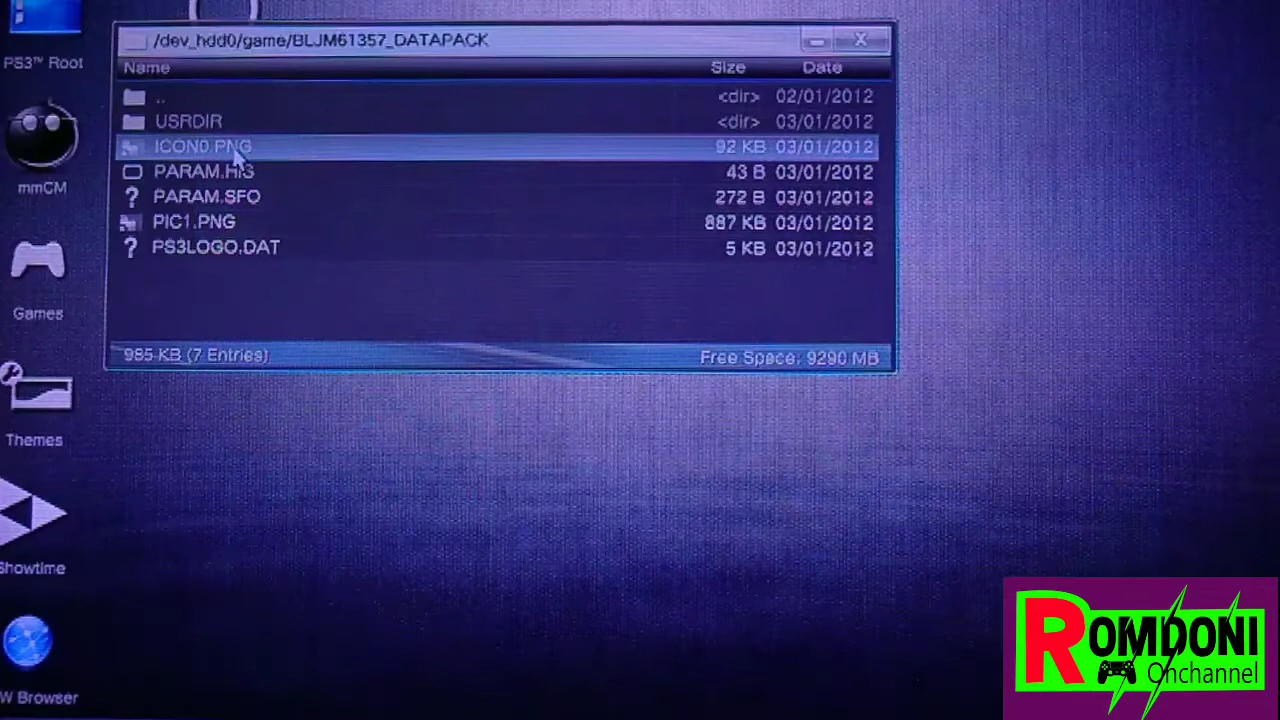 /dev_hdd0/game/BLJM61357_DATAPACK
Name Size Date
.. <dir> 02/01/2012
USRDIR <dir> 03/01/2012
ICON0.PNG 92 KB 03/01/2012
PARAM.HIS 43 B 03/01/2012
PARAM.SFO 272 B 03/01/2012
PIC1.PNG 887 KB 03/01/2012
PS3LOGO.DAT 5 KB 03/01/2012
985 KB (7 Entries) Free Space: 9290 MB
PS3™ Root
mmCM
Games
Themes
Showtime
W Browser
ROMDONI
Onchannel